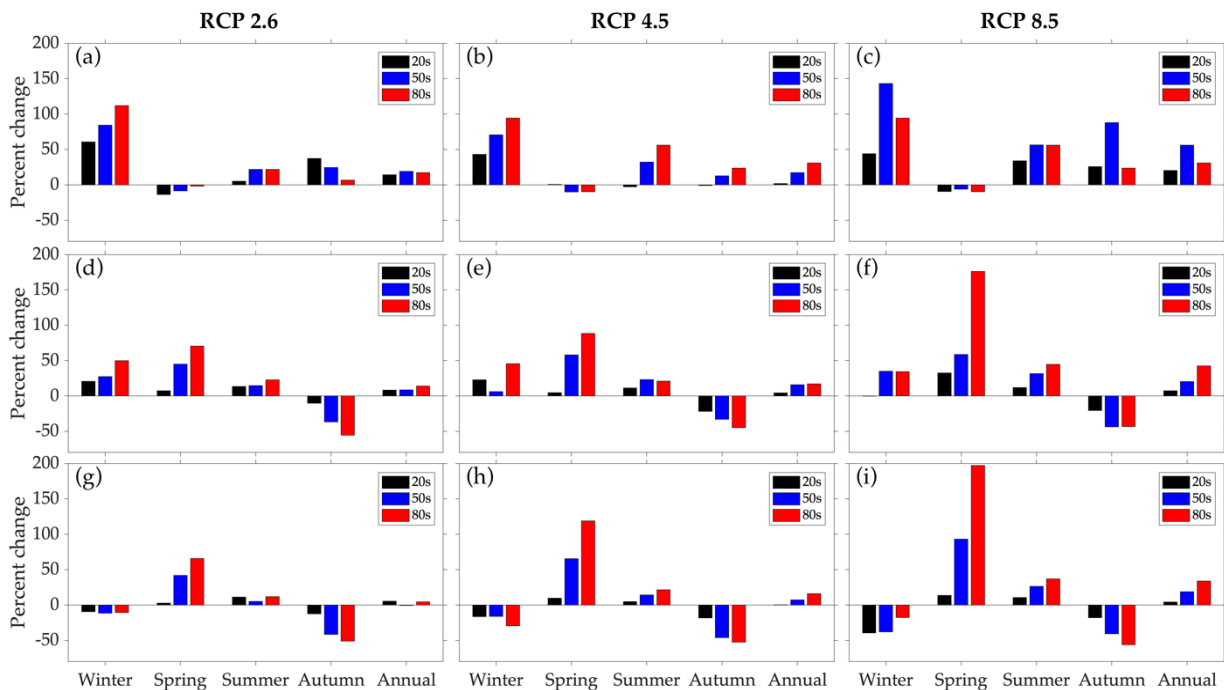 RCP 2.6
RCP 4.5
RCP 8.5
Percent change
200
150
100
50
0
-50
(a)
20s
50s
80s
(b)
20s
50s
80s
(c)
20s
50s
80s
Percent change
200
150
100
50
0
-50
(d)
20s
50s
80s
(e)
20s
50s
80s
(f)
20s
50s
80s
Percent change
200
150
100
50
0
-50
(g)
20s
50s
80s
(h)
20s
50s
80s
(i)
20s
50s
80s
Winter Spring Summer Autumn Annual
Winter Spring Summer Autumn Annual
Winter Spring Summer Autumn Annual